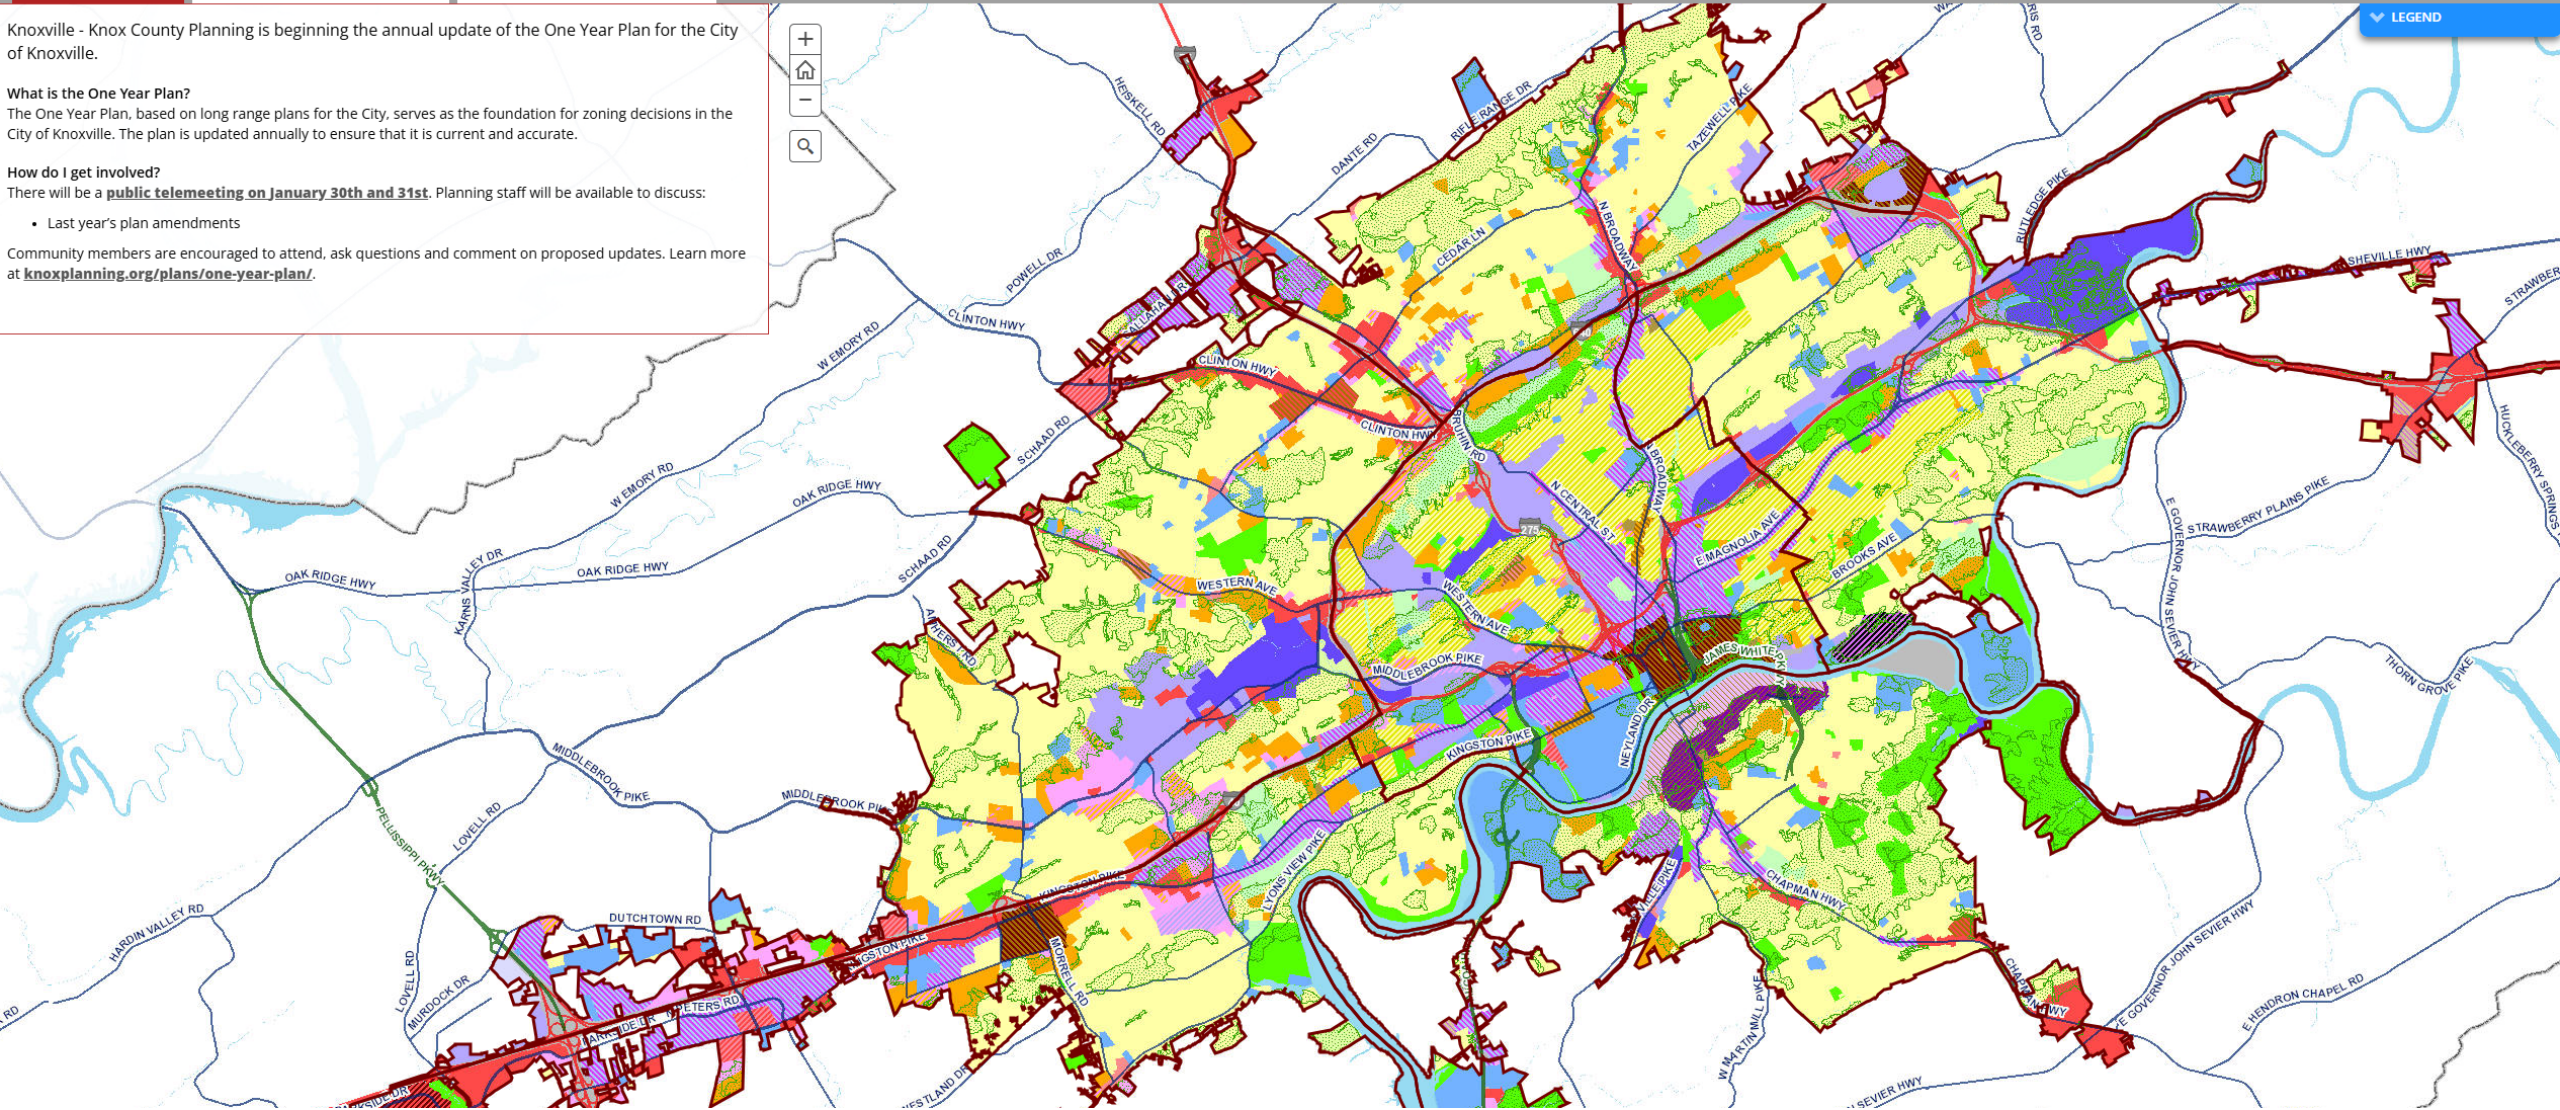 Knoxville - Knox County Planning is beginning the annual update of the One Year Plan for the City
of Knoxville.
What is the One Year Plan?
The One Year Plan, based on long range plans for the City, serves as the foundation for zoning decisions in the
City of Knoxville. The plan is updated annually to ensure that it is current and accurate.
How do I get involved?
There will be a public telemeeting on January 30th and 31st. Planning staff will be available to discuss:
• Last year's plan amendments
Community members are encouraged to attend, ask questions and comment on proposed updates. Learn more
at knoxplanning.org/plans/one-year-plan/.
+
−
LEGEND
HEISKELL RD
RIFLE RANGE DR
DANTE RD
TAZEWELL PIKE
N BROADWAY
CEDAR LN
RUTLEDGE PIKE
POWELL DR
CLINTON HWY
W EMORY RD
CLINTON HWY
CLINTON HWY
BRUHIN RD
SCHAAD RD
W EMORY RD
OAK RIDGE HWY
N BROADWAY
N CENTRAL ST
275
E MAGNOLIA AVE
BROOKS AVE
STRAWBERRY PLAINS PIKE
HUCKLEBERRY SPRINGS
E GOVERNOR JOHN SEVIER HWY
SCHAAD RD
OAK RIDGE HWY
OAK RIDGE HWY
KARNS VALLEY DR
WESTERN AVE
WESTERN AVE
MIDDLEBROOK PIKE
JAMES WHITE PKWY
THORN GROVE PIKE
NEYLAND DR
KINGSTON PIKE
MIDDLEBROOK PIKE
MIDDLEBROOK PIKE
PELLISSIPPI PKWY
LOVELL RD
KINGSTON PIKE
LYONS VIEW PIKE
CHAPMAN HWY
HARDIN VALLEY RD
DUTCHTOWN RD
MORRELL RD
LOVELL RD
MURDOCK DR
N PETERS RD
PARKSIDE DR
W MARTIN MILL PIKE
CHAPMAN HWY
E GOVERNOR JOHN SEVIER HWY
E HENDRON CHAPEL RD